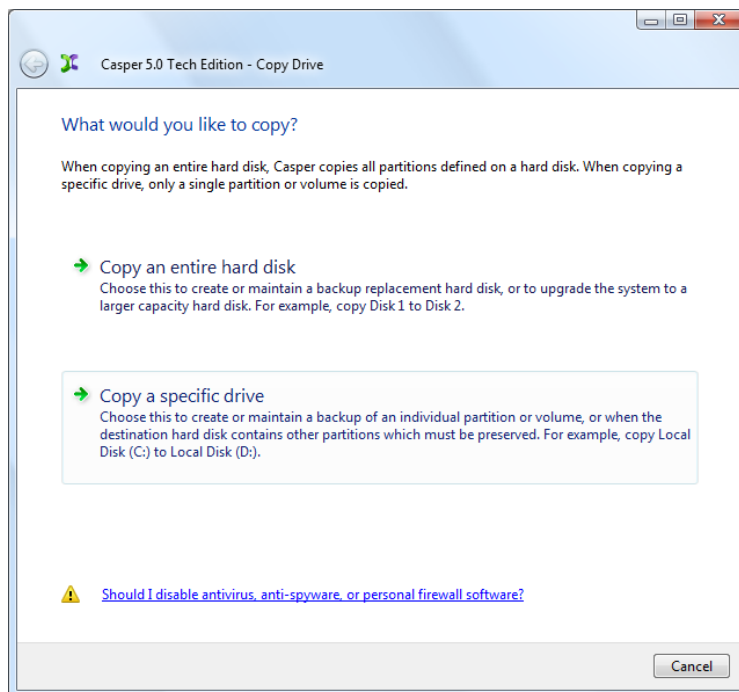 Casper 5.0 Tech Edition - Copy Drive
What would you like to copy?
When copying an entire hard disk, Casper copies all partitions defined on a hard disk. When copying a
specific drive, only a single partition or volume is copied.
Copy an entire hard disk
Choose this to create or maintain a backup replacement hard disk, or to upgrade the system to a
larger capacity hard disk. For example, copy Disk 1 to Disk 2.
Copy a specific drive
Choose this to create or maintain a backup of an individual partition or volume, or when the
destination hard disk contains other partitions which must be preserved. For example, copy Local
Disk (C:) to Local Disk (D:).
Should I disable antivirus, anti-spyware, or personal firewall software?
Cancel